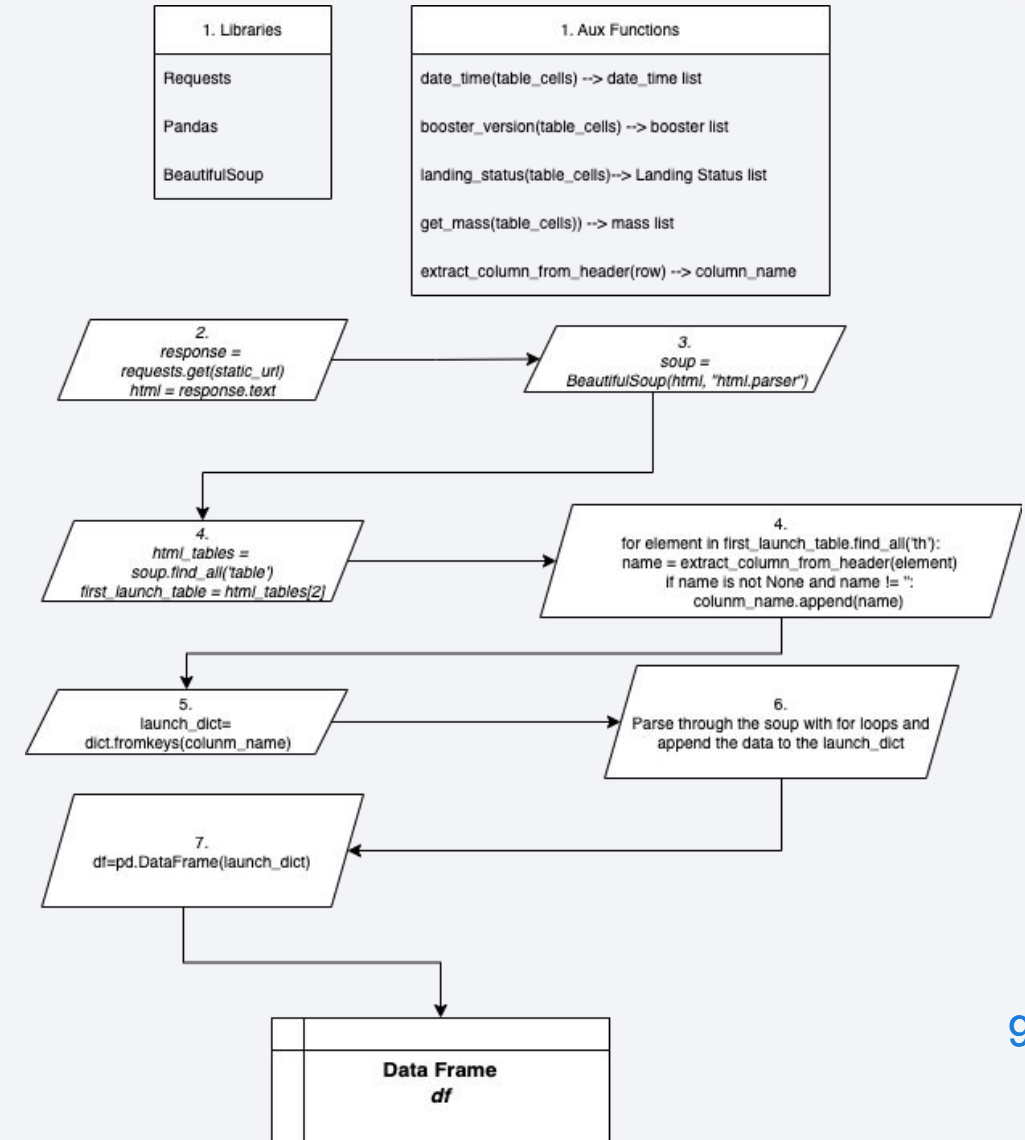 1. Libraries
Requests
Pandas
BeautifulSoup
1. Aux Functions
date_time(table_cells) --> date_time list
booster_version(table_cells) --> booster list
landing_status(table_cells)--> Landing Status list
get_mass(table_cells)) --> mass list
extract_column_from_header(row) --> column_name
2.
response =
requests.get(static_url)
html = response.text
3.
soup =
BeautifulSoup(html, "html.parser")
4.
html_tables =
soup.find_all('table')
first_launch_table = html_tables[2]
4.
for element in first_launch_table.find_all('th'):
name = extract_column_from_header(element)
if name is not None and name != '':
colunm_name.append(name)
5.
launch_dict=
dict.fromkeys(colunm_name)
6.
Parse through the soup with for loops and
append the data to the launch_dict
7.
df=pd.DataFrame(launch_dict)
9
Data Frame
df